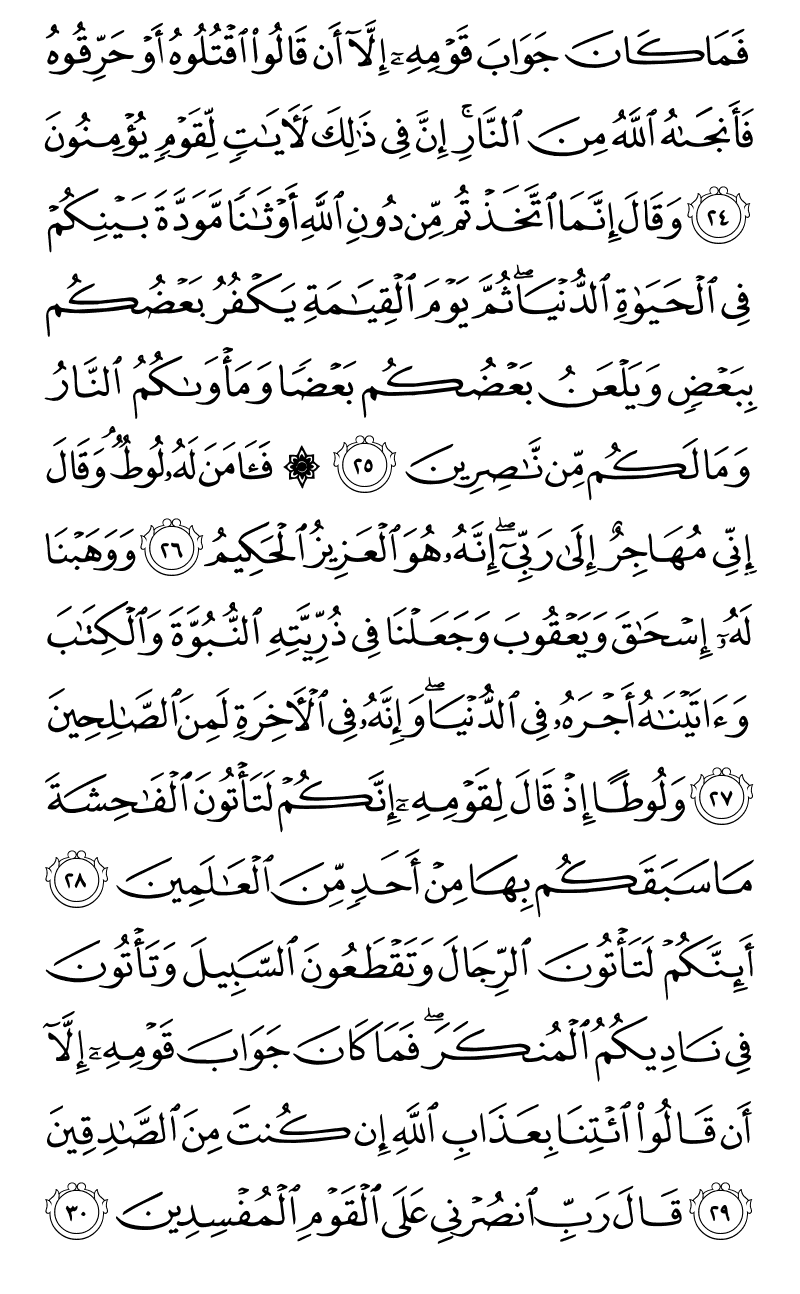 فَمَا كَانَ جَوَابَ قَوْمِهِۦٓ إِلَّآ أَن قَالُوا۟ ٱقْتُلُوهُ أَوْ حَرِّقُوهُ
فَأَنجَىٰهُ ٱللَّهُ مِنَ ٱلنَّارِ ۚ إِنَّ فِى ذَٰلِكَ لَـَٔايَـٰتٍ لِّقَوْمٍ يُؤْمِنُونَ
٢٤ وَقَالَ إِنَّمَا ٱتَّخَذْتُم مِّن دُونِ ٱللَّهِ أَوْثَـٰنًا مَّوَدَّةَ بَيْنِكُمْ
فِى ٱلْحَيَوٰةِ ٱلدُّنْيَا ۖ ثُمَّ يَوْمَ ٱلْقِيَـٰمَةِ يَكْفُرُ بَعْضُكُم
بِبَعْضٍ وَيَلْعَنُ بَعْضُكُم بَعْضًا وَمَأْوَىٰكُمُ ٱلنَّارُ
وَمَا لَكُم مِّن نَّـٰصِرِينَ ٢٥ ۞ فَـَٔامَنَ لَهُۥ لُوطٌ ۘ وَقَالَ
إِنِّى مُهَاجِرٌ إِلَىٰ رَبِّىٓ ۖ إِنَّهُۥ هُوَ ٱلْعَزِيزُ ٱلْحَكِيمُ ٢٦ وَوَهَبْنَا
لَهُۥٓ إِسْحَـٰقَ وَيَعْقُوبَ وَجَعَلْنَا فِى ذُرِّيَّتِهِ ٱلنُّبُوَّةَ وَٱلْكِتَـٰبَ
وَءَاتَيْنَـٰهُ أَجْرَهُۥ فِى ٱلدُّنْيَا ۖ وَإِنَّهُۥ فِى ٱلْـَٔاخِرَةِ لَمِنَ ٱلصَّـٰلِحِينَ
٢٧ وَلُوطًا إِذْ قَالَ لِقَوْمِهِۦٓ إِنَّكُمْ لَتَأْتُونَ ٱلْفَـٰحِشَةَ
مَا سَبَقَكُم بِهَا مِنْ أَحَدٍ مِّنَ ٱلْعَـٰلَمِينَ ٢٨
أَئِنَّكُمْ لَتَأْتُونَ ٱلرِّجَالَ وَتَقْطَعُونَ ٱلسَّبِيلَ وَتَأْتُونَ
فِى نَادِيكُمُ ٱلْمُنكَرَ ۖ فَمَا كَانَ جَوَابَ قَوْمِهِۦٓ إِلَّآ
أَن قَالُوا۟ ٱئْتِنَا بِعَذَابِ ٱللَّهِ إِن كُنتَ مِنَ ٱلصَّـٰدِقِينَ
٢٩ قَالَ رَبِّ ٱنصُرْنِى عَلَى ٱلْقَوْمِ ٱلْمُفْسِدِينَ ٣٠